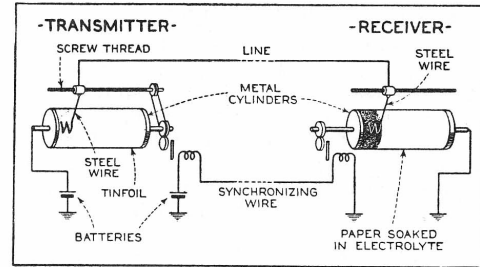 -TRANSMITTER-
-RECEIVER-
SCREW THREAD
LINE
STEEL
WIRE
METAL
CYLINDERS
W
W
STEEL
WIRE
TINFOIL
SYNCHRONIZING
WIRE
BATTERIES
PAPER SOAKED
IN ELECTROLYTE